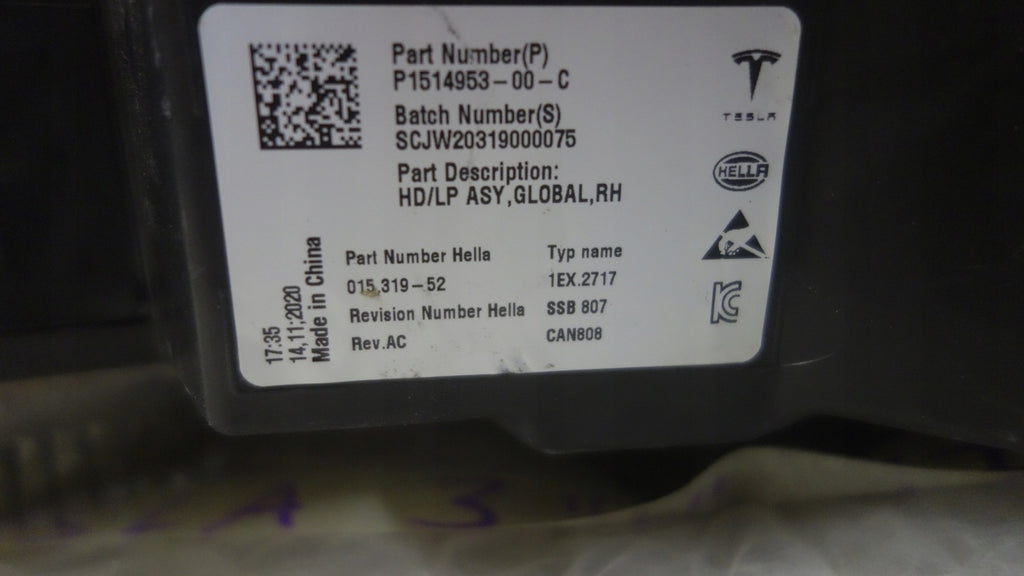 Part Number(P)
P1514953-00-C
Batch Number(S)
SCJW20319000075
Part Description:
HD/LP ASY,GLOBAL,RH
TESLA
HELLA
Part Number Hella
015.319-52
Revision Number Hella
Rev.AC
Typ name
1EX.2717
SSB 807
CAN808
17:35
14,11;2020
Made in China
A 3